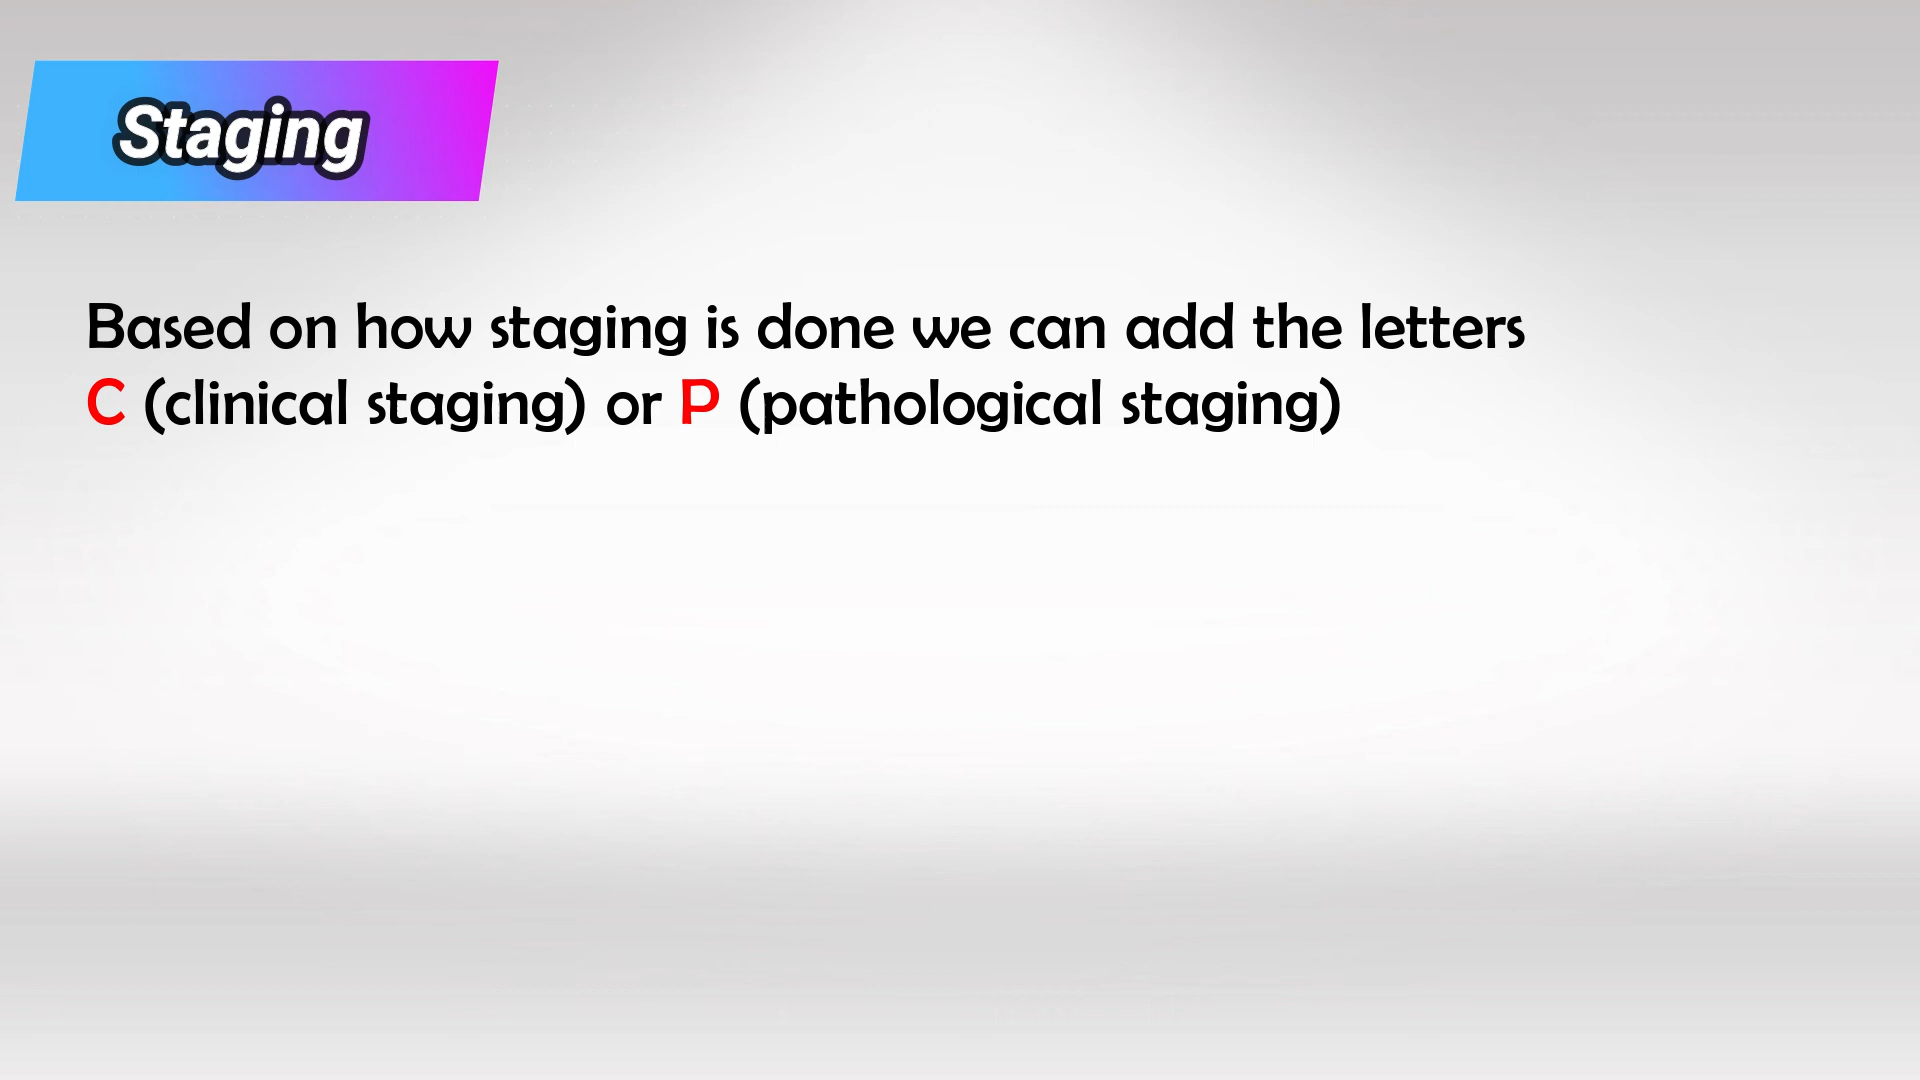 Staging
Based on how staging is done we can add the letters
C (clinical staging) or P (pathological staging)